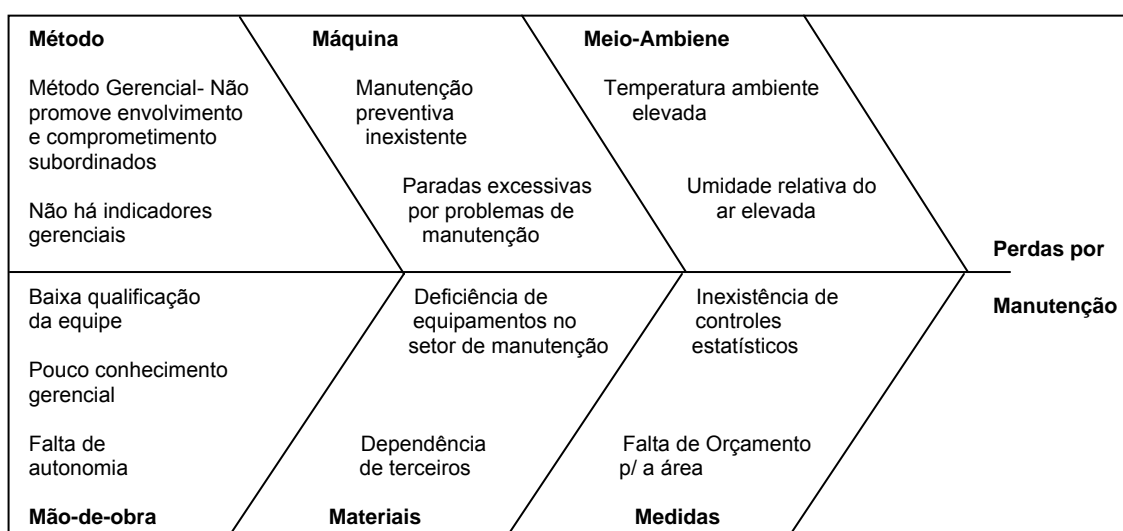 Método
Método Gerencial- Não
promove envolvimento
e comprometimento
subordinados
Não há indicadores
gerenciais
Máquina
Manutenção
preventiva
inexistente
Paradas excessivas
por problemas de
manutenção
Meio-Ambiene
Temperatura ambiente
elevada
Umidade relativa do
ar elevada
Perdas por
Manutenção
Baixa qualificação
da equipe
Pouco conhecimento
gerencial
Falta de
autonomia
Mão-de-obra
Deficiência de
equipamentos no
setor de manutenção
Dependência
de terceiros
Materiais
Inexistência de
controles
estatísticos
Falta de Orçamento
p/ a área
Medidas